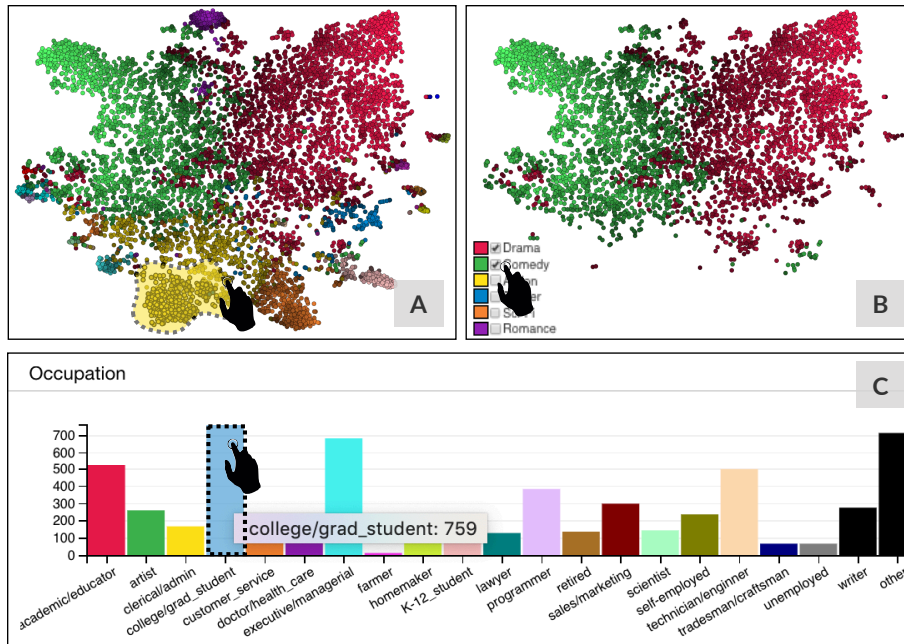 A
Drama
Comedy
Romance
B
Occupation
C
700
600
500
400
300
200
100
0
college/grad_student: 759
academic/educator
artist
clerical/admin
college/grad_student
customer_service
doctor/health_care
executive/managerial
farmer
homemaker
K-12_student
lawyer
programmer
retired
sales/marketing
scientist
self-employed
technician/enginner
tradesman/craftsman
unemployed
writer
other